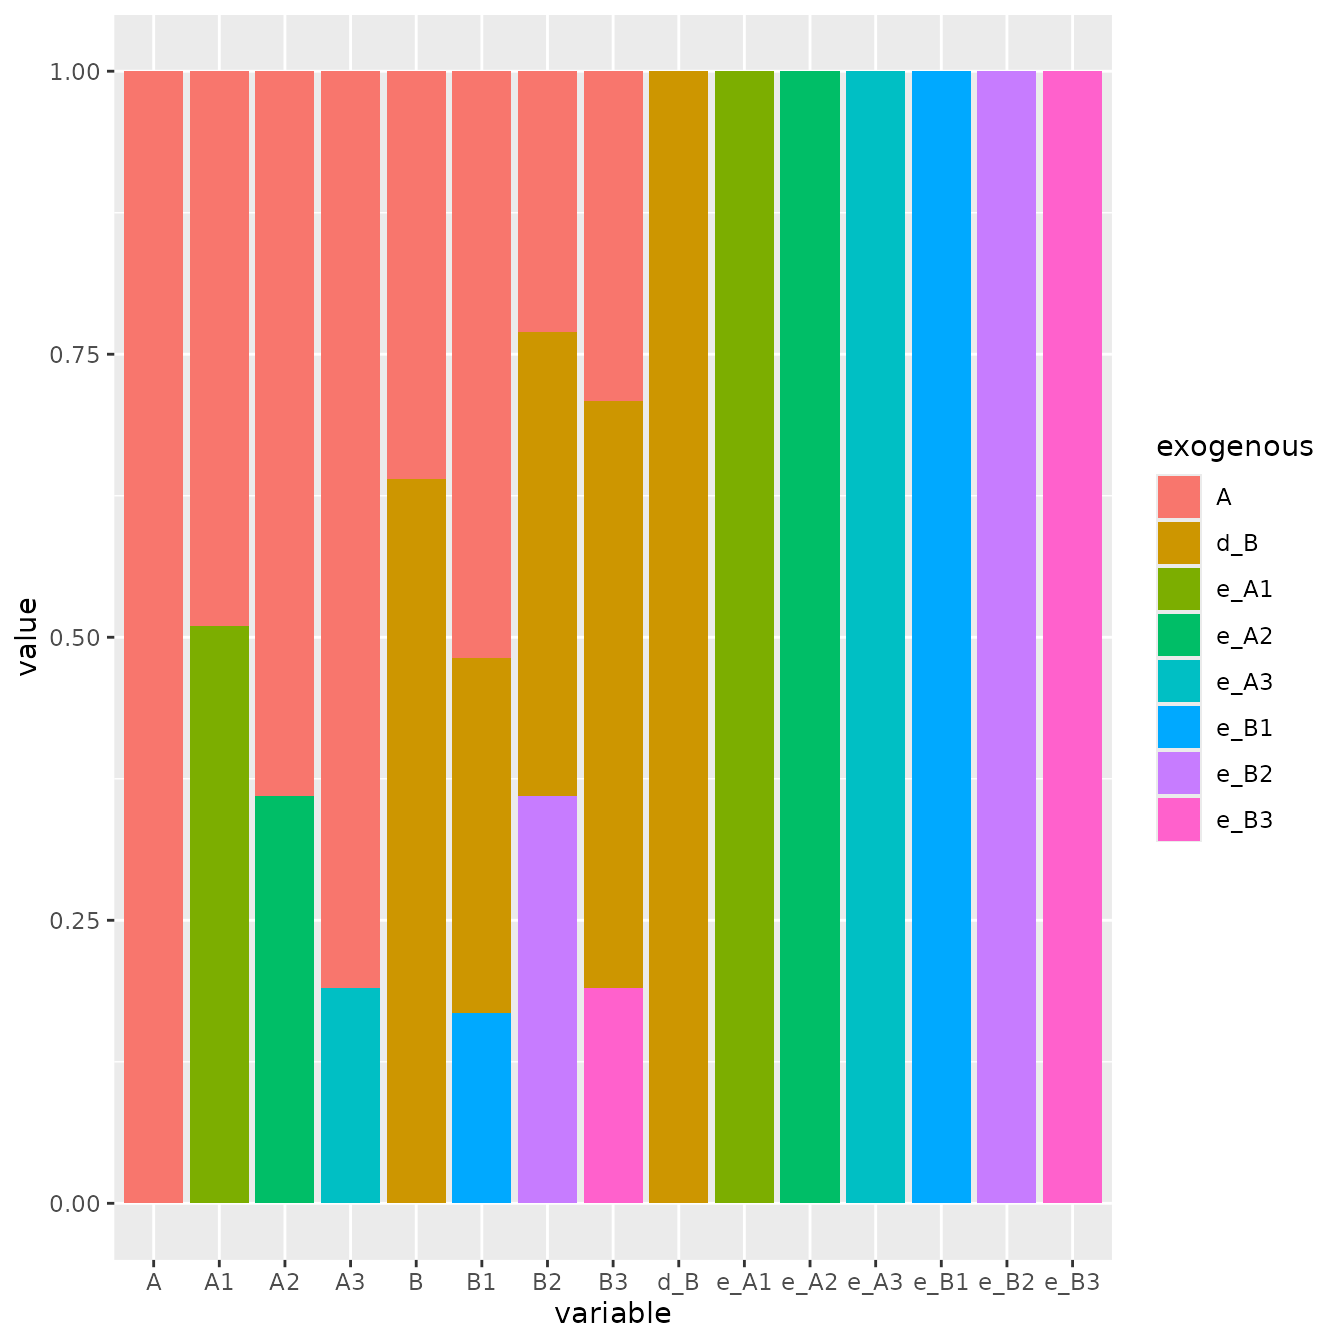 1.00
0.75
0.50
0.25
0.00
value
A A1 A2 A3 B B1 B2 B3 d_B e_A1 e_A2 e_A3 e_B1 e_B2 e_B3
variable
exogenous
A
d_B
e_A1
e_A2
e_A3
e_B1
e_B2
e_B3